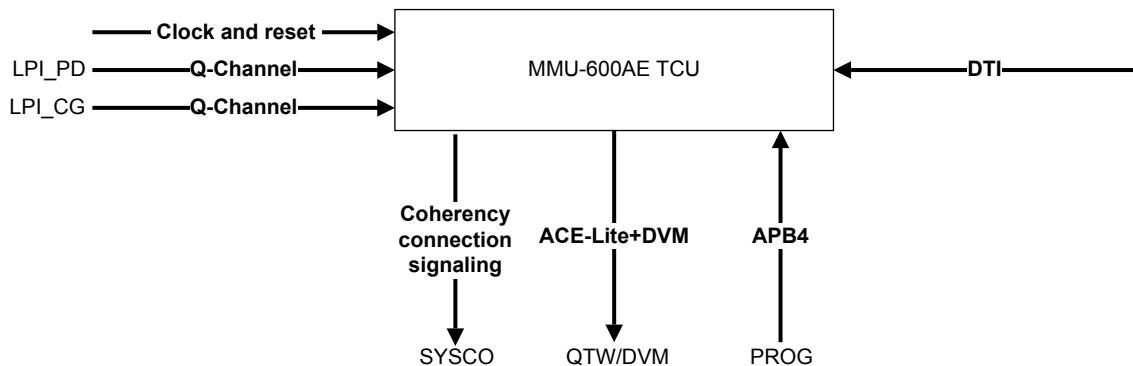 Clock and reset
LPI_PD Q-Channel MMU-600AE TCU DTI
LPI_CG Q-Channel
Coherency
connection
signaling
ACE-Lite+DVM
APB4
SYSCO QTW/DVM PROG